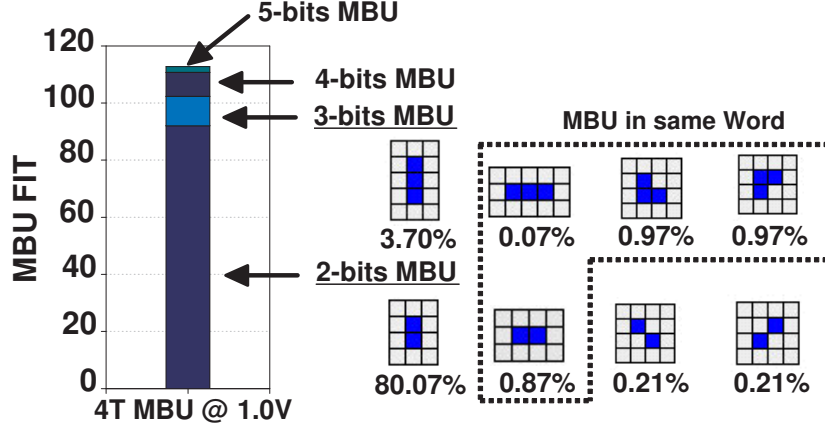 5-bits MBU
120
100
80
60
40
20
0
MBU FIT
4T MBU @ 1.0V
4-bits MBU
3-bits MBU
MBU in same Word
3.70%
0.07%
0.97%
0.97%
2-bits MBU
80.07%
0.87%
0.21%
0.21%